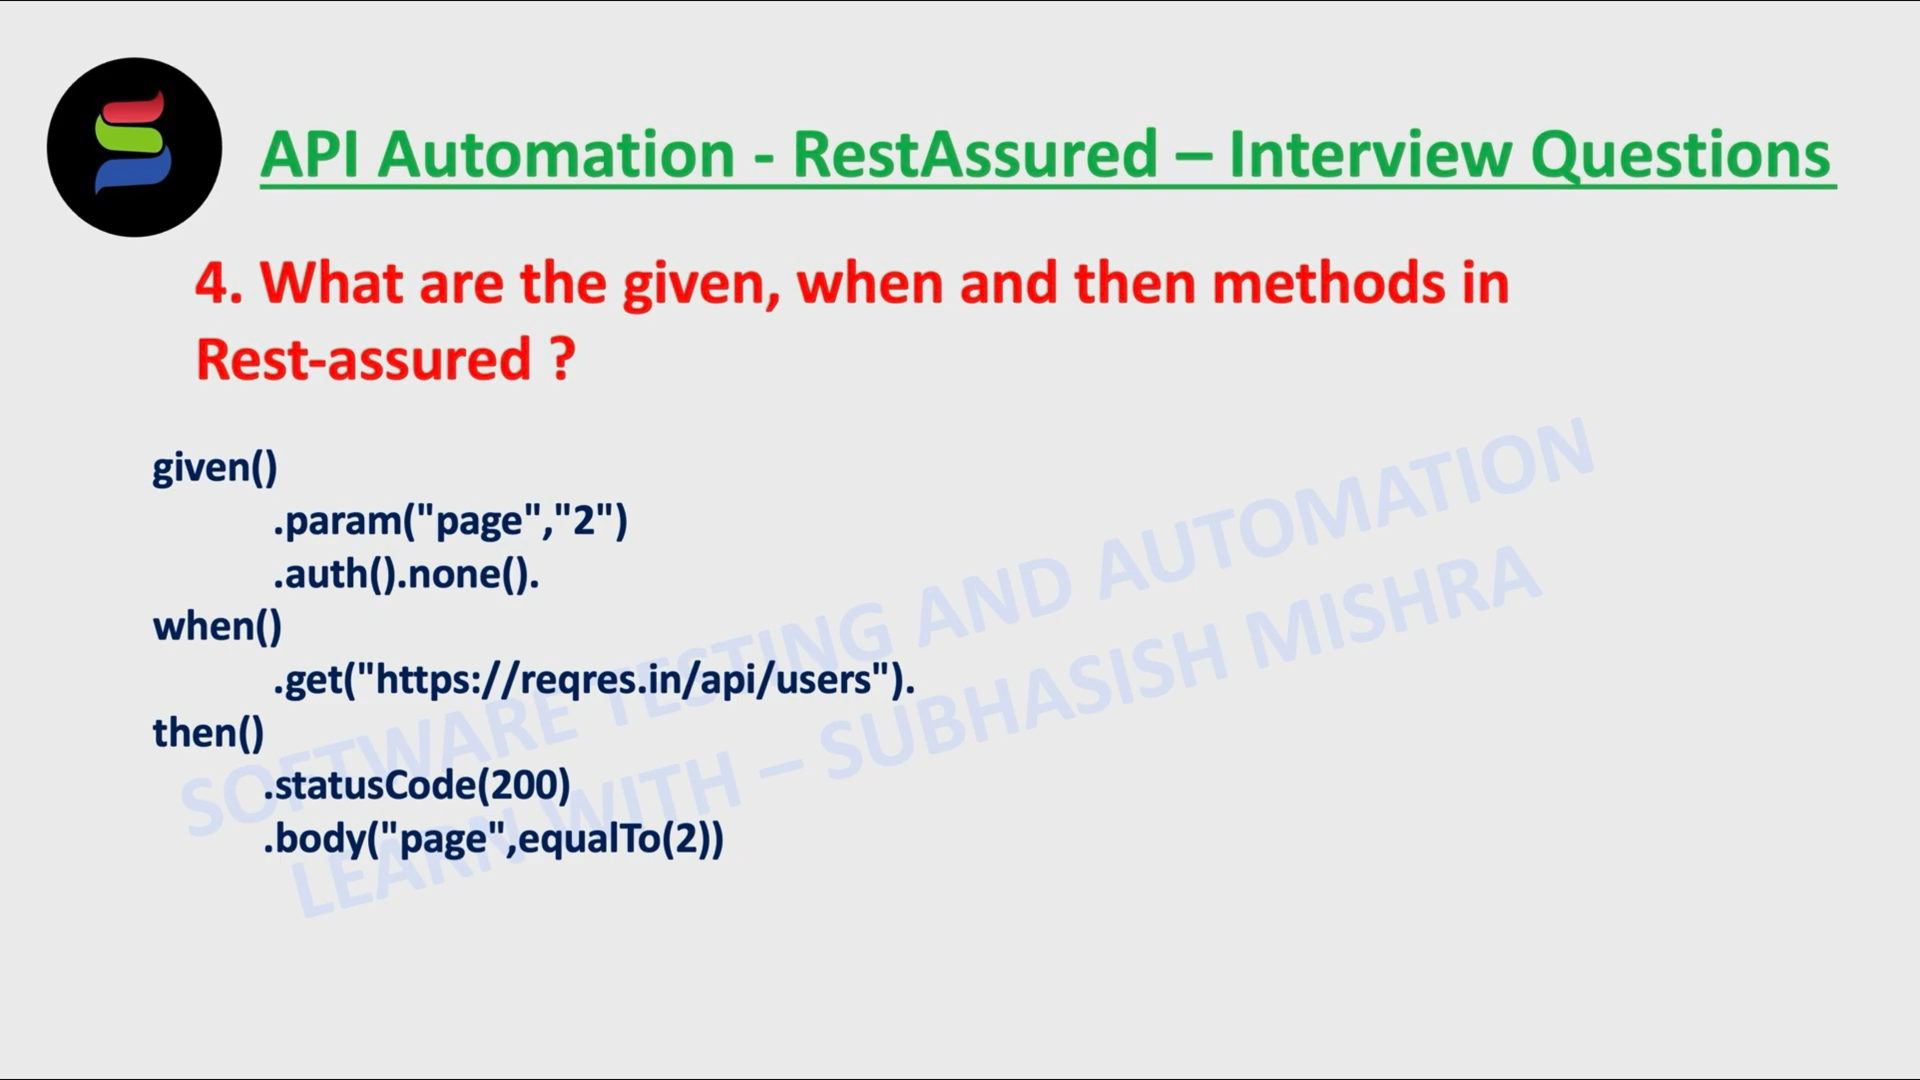 API Automation - RestAssured – Interview Questions
4. What are the given, when and then methods in
Rest-assured ?
given()
.param("page","2")
.auth().none().
when()
.get("https://reqres.in/api/users").
then()
.statusCode(200)
.body("page",equalTo(2))
SOFTWARE TESTING AND AUTOMATION
LEARN WITH – SUBHASISH MISHRA